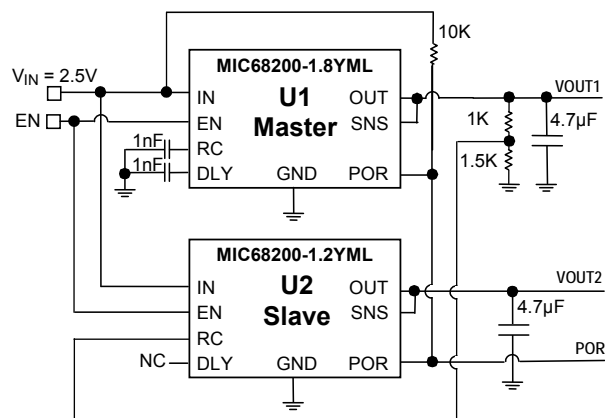 10K
MIC68200-1.8YML
V_IN = 2.5V
IN
U1
OUT
VOUT1
EN
EN
Master
SNS
1K
4.7µF
1nF
RC
1nF
DLY
GND
POR
1.5K
MIC68200-1.2YML
IN
U2
OUT
VOUT2
EN
Slave
SNS
4.7µF
RC
NC
DLY
GND
POR
POR